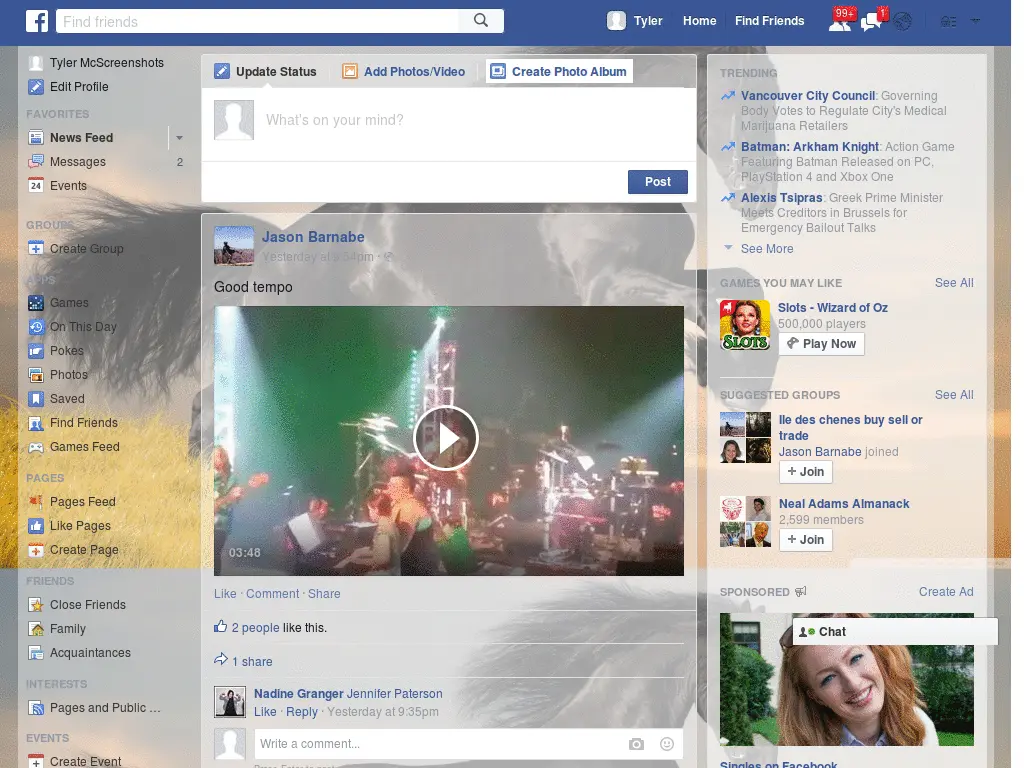 Find friends
Tyler
Home
Find Friends
99+
1
Tyler McScreenshots
Edit Profile
FAVORITES
News Feed
Messages
2
24
Events
GROUPS
Create Group
APPS
Games
On This Day
Pokes
Photos
Saved
Find Friends
Games Feed
PAGES
Pages Feed
Like Pages
Create Page
FRIENDS
Close Friends
Family
Acquaintances
INTERESTS
Pages and Public ...
EVENTS
Create Event
Update Status
Add Photos/Video
Create Photo Album
What's on your mind?
Post
Jason Barnabe
Yesterday at 9:34pm ·
Good tempo
03:48
Like · Comment · Share
2 people like this.
1 share
Nadine Granger Jennifer Paterson
Like · Reply · Yesterday at 9:35pm
Write a comment...
Press Enter to post.
TRENDING
Vancouver City Council: Governing
Body Votes to Regulate City's Medical
Marijuana Retailers
Batman: Arkham Knight: Action Game
Featuring Batman Released on PC,
PlayStation 4 and Xbox One
Alexis Tsipras: Greek Prime Minister
Meets Creditors in Brussels for
Emergency Bailout Talks
See More
GAMES YOU MAY LIKE
See All
SLOTS
Slots - Wizard of Oz
500,000 players
Play Now
SUGGESTED GROUPS
See All
Ile des chenes buy sell or
trade
Jason Barnabe joined
+ Join
Neal Adams Almanack
2,599 members
+ Join
SPONSORED
Create Ad
Chat
Singles on Facebook